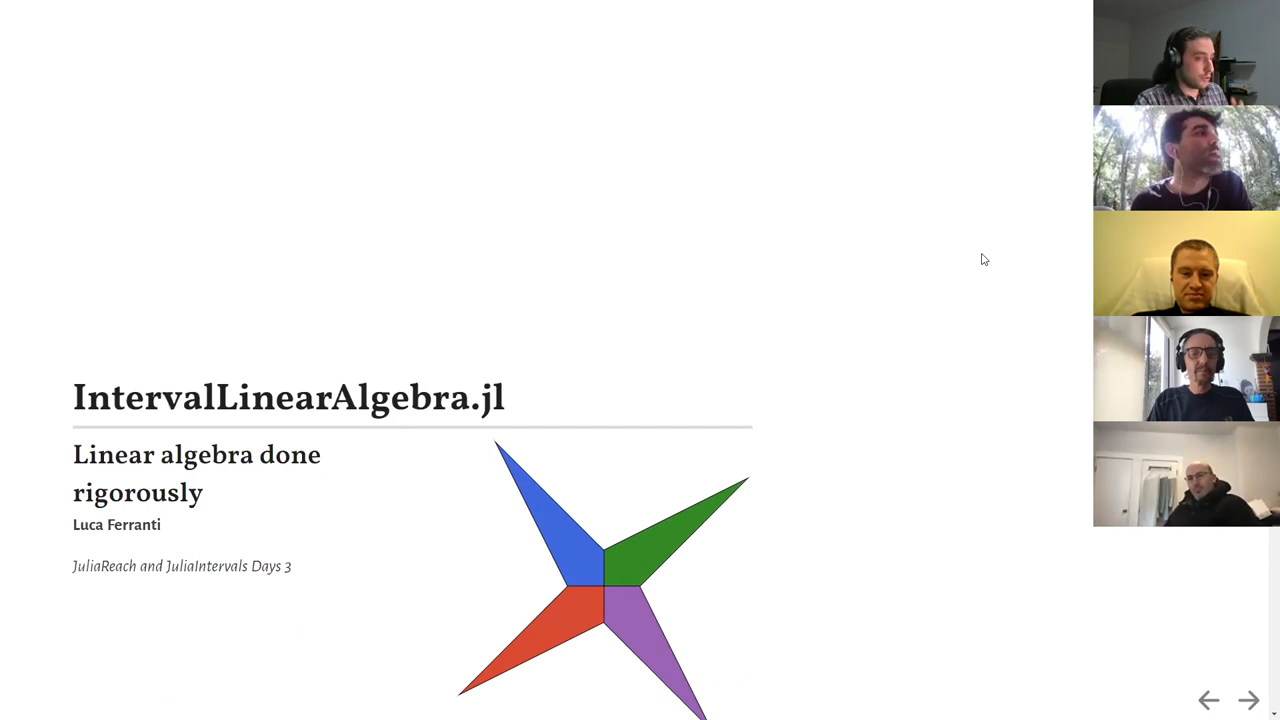 IntervalLinearAlgebra.jl
Linear algebra done
rigorously
Luca Ferranti
JuliaReach and JuliaIntervals Days 3